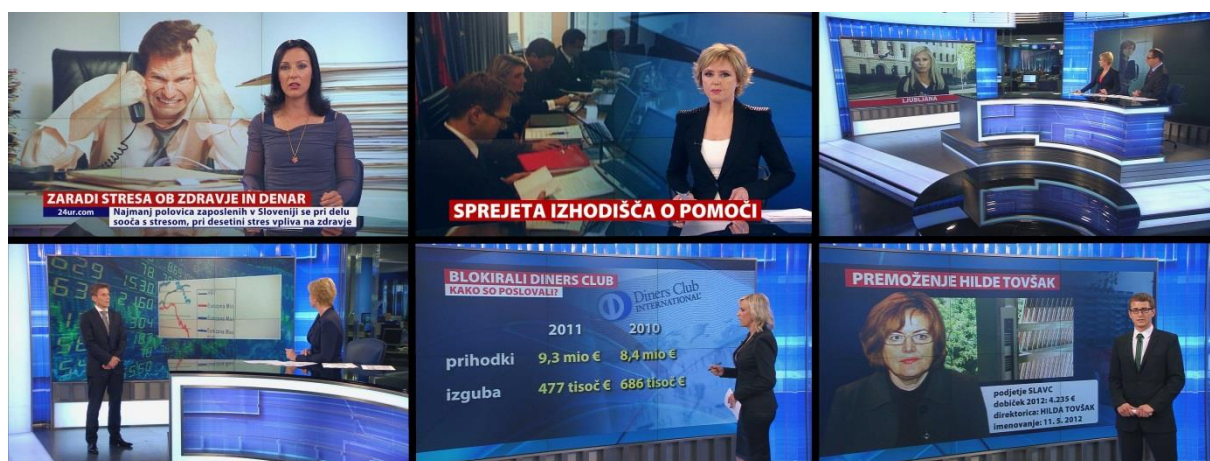 ZARADI STRESA OB ZDRAVJE IN DENAR
24ur.com
Najmanj polovica zaposlenih v Sloveniji se pri delu
sooča s stresom, pri desetini stres vpliva na zdravje
SPREJETA IZHODIŠČA O POMOČI
LJUBLJANA
BLOKIRALI DINERS CLUB
KAKO SO POSLOVALI?
Diners Club
INTERNATIONAL
2011 2010
prihodki 9,3 mio € 8,4 mio €
izguba 477 tisoč € 686 tisoč €
PREMOŽENJE HILDE TOVŠAK
podjetje SLAVC
dobiček 2012: 4.235 €
direktorica: HILDA TOVŠAK
imenovanje: 11. 5. 2012